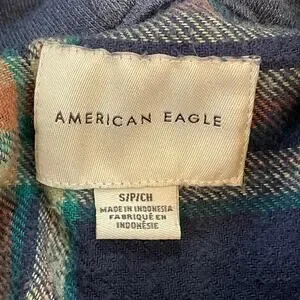 AMERICAN EAGLE
S/P/CH
MADE IN INDONESIA
FABRIQUÉ EN
INDONÉSIE